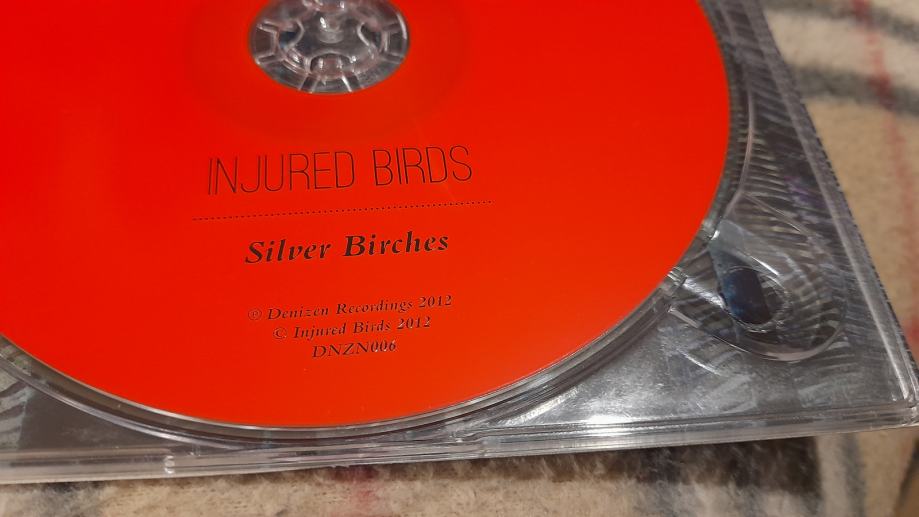 INJURED BIRDS
Silver Birches
℗ Denizen Recordings 2012
© Injured Birds 2012
DNZN006